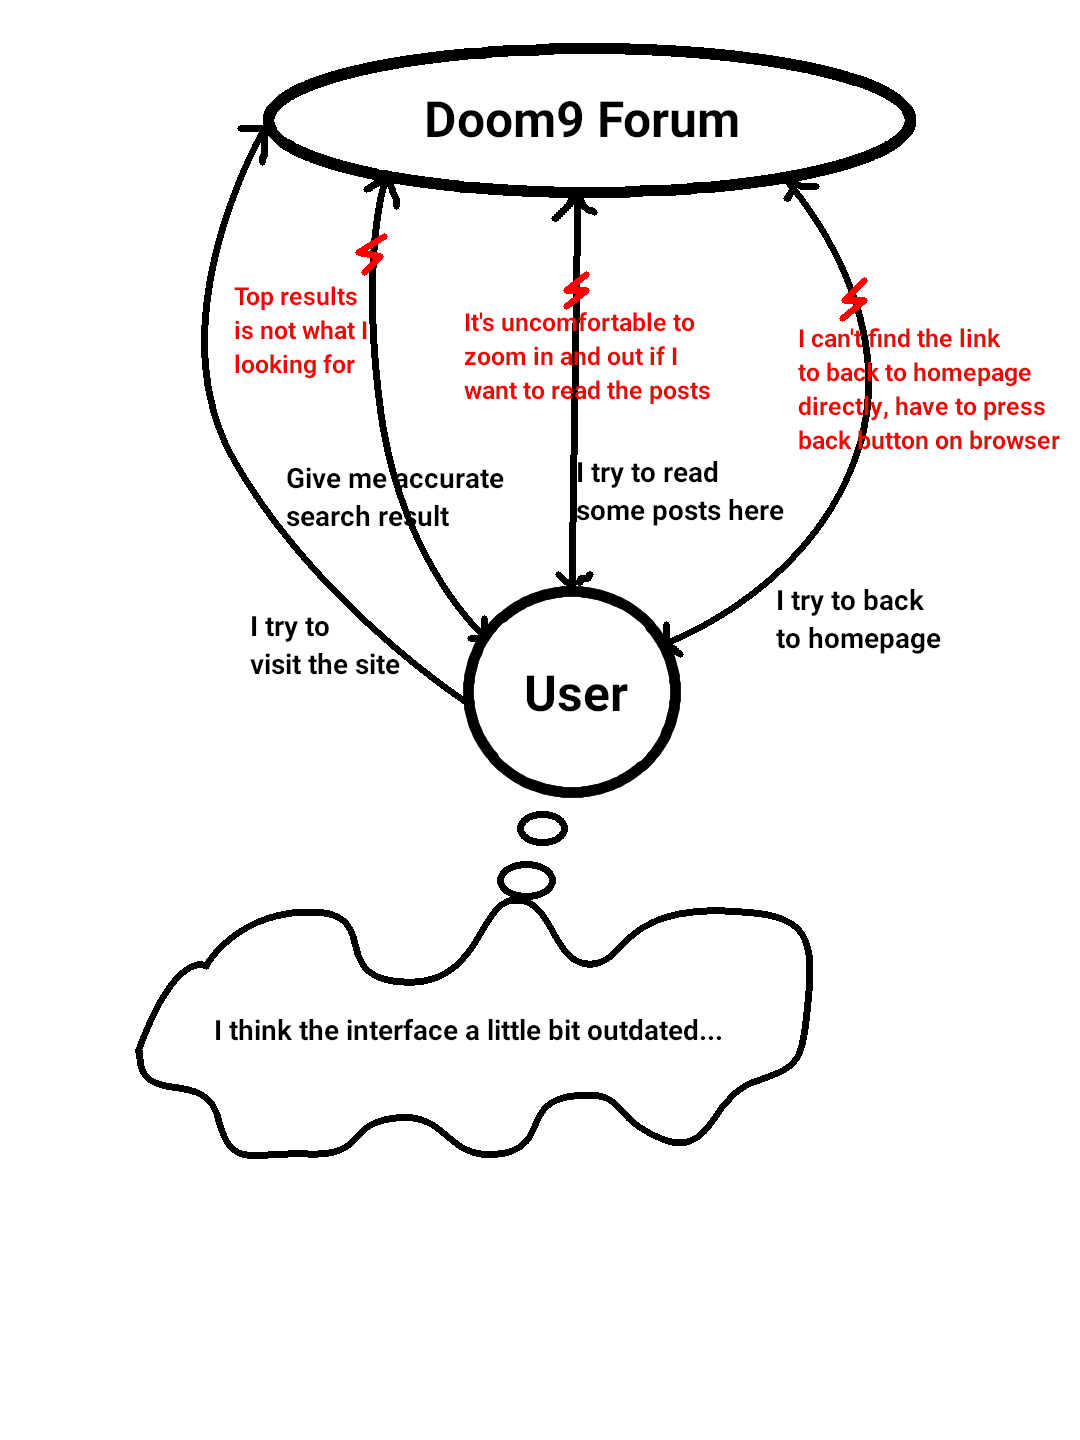 Doom9 Forum
Top results
is not what I
looking for
It's uncomfortable to
zoom in and out if I
want to read the posts
I can't find the link
to back to homepage
directly, have to press
back button on browser
Give me accurate
search result
I try to read
some posts here
I try to
visit the site
I try to back
to homepage
User
I think the interface a little bit outdated...